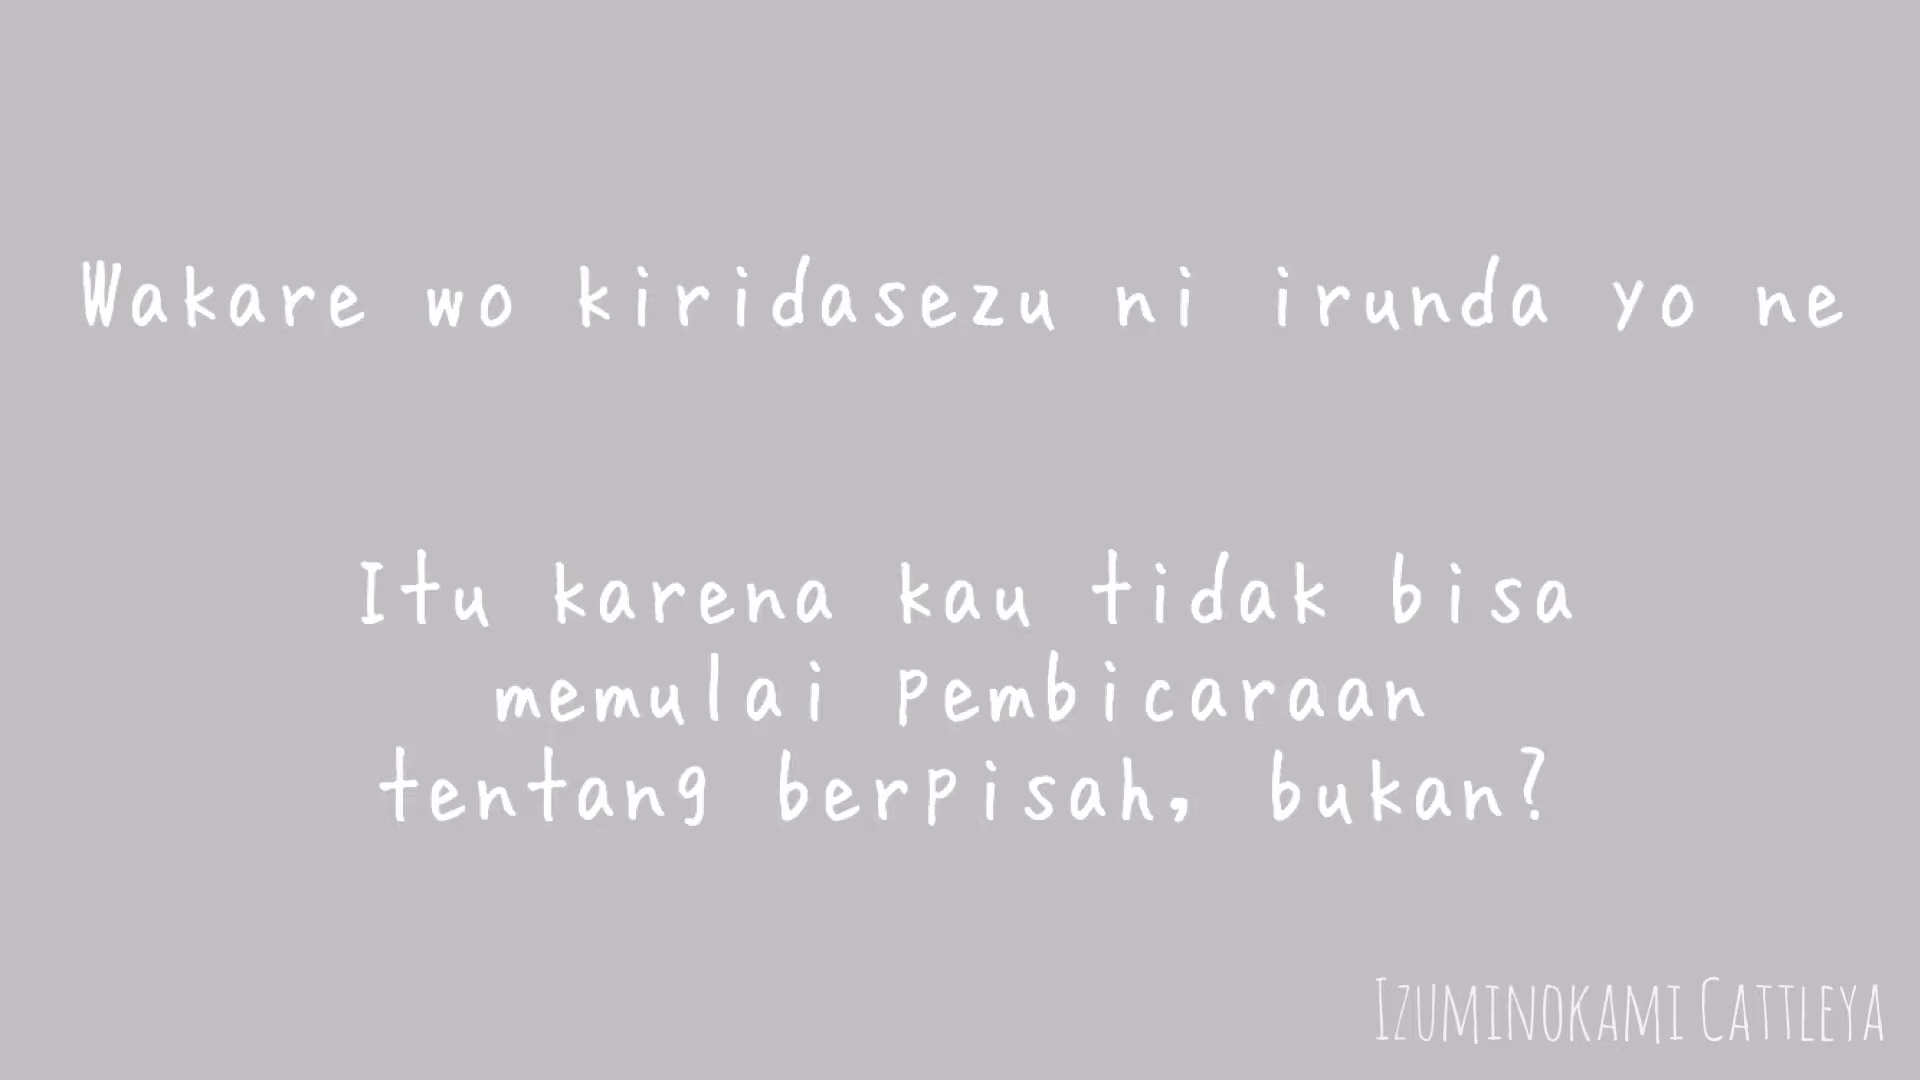 Wakare wo kiridasezu ni irunda yo ne
Itu karena kau tidak bisa
memulai pembicaraan
tentang berpisah, bukan?
Izuminokami Cattleya